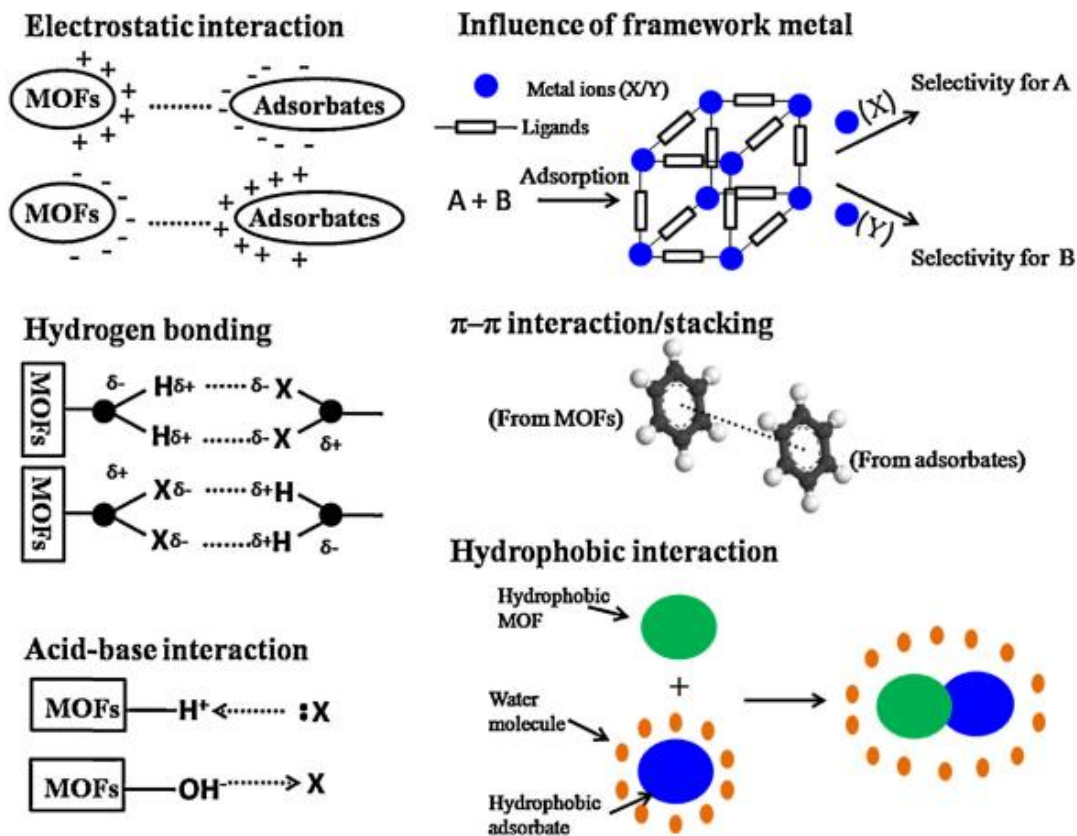 Electrostatic interaction
+ + + + + + +
MOFs
- - - - - - - - - -
Adsorbates
- - - - - -
MOFs
+ + + + + + + + + +
Adsorbates
Influence of framework metal
Metal ions (X/Y)
Ligands
A + B
Adsorption
(X)
Selectivity for A
(Y)
Selectivity for B
Hydrogen bonding
MOFs
δ- Hδ+ ······ δ- X
Hδ+ ······ δ- X δ+
MOFs
δ+ Xδ- ······ δ+H
Xδ- ······ δ+H δ-
π–π interaction/stacking
(From MOFs)
(From adsorbates)
Acid-base interaction
MOFs H⁺ :X
MOFs OH⁻ X
Hydrophobic interaction
Hydrophobic
MOF
+
Water
molecule
Hydrophobic
adsorbate